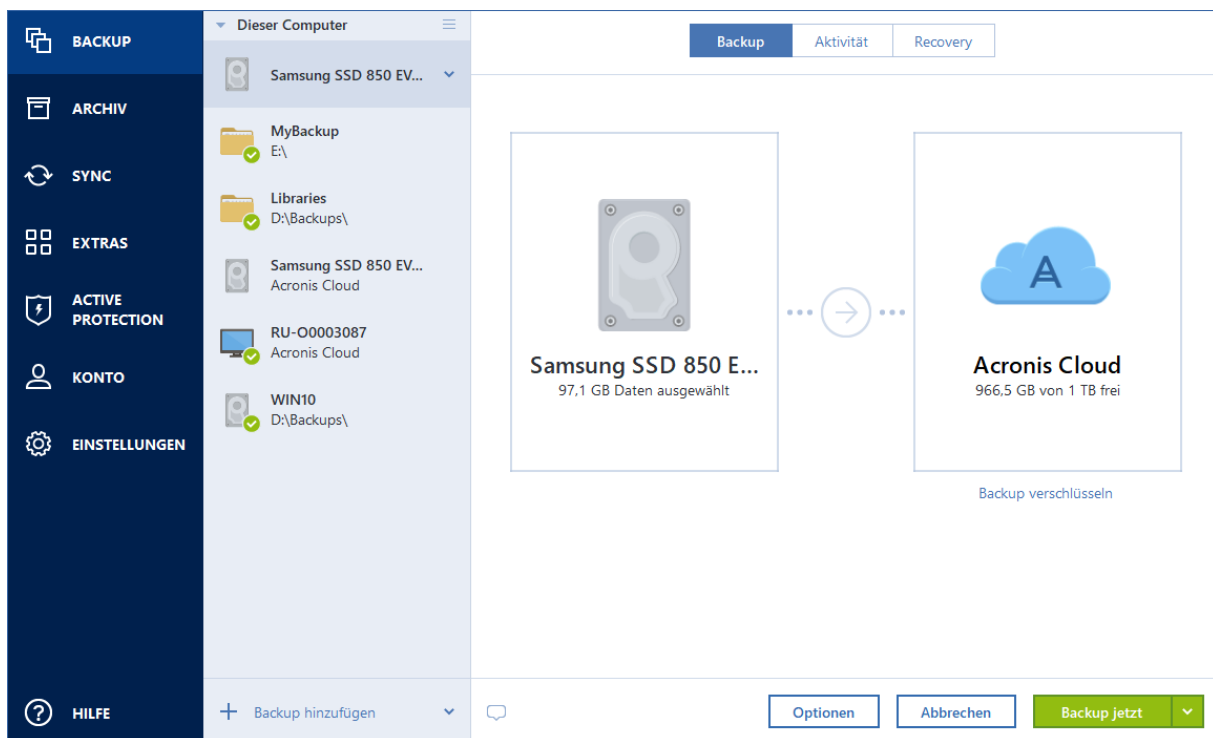 BACKUP
ARCHIV
SYNC
EXTRAS
ACTIVE
PROTECTION
KONTO
EINSTELLUNGEN
HILFE
Dieser Computer
Samsung SSD 850 EV...
MyBackup
E:\
Libraries
D:\Backups\
Samsung SSD 850 EV...
Acronis Cloud
RU-O0003087
Acronis Cloud
WIN10
D:\Backups\
Backup hinzufügen
Backup
Aktivität
Recovery
Samsung SSD 850 E...
97,1 GB Daten ausgewählt
A
Acronis Cloud
966,5 GB von 1 TB frei
Backup verschlüsseln
Optionen
Abbrechen
Backup jetzt